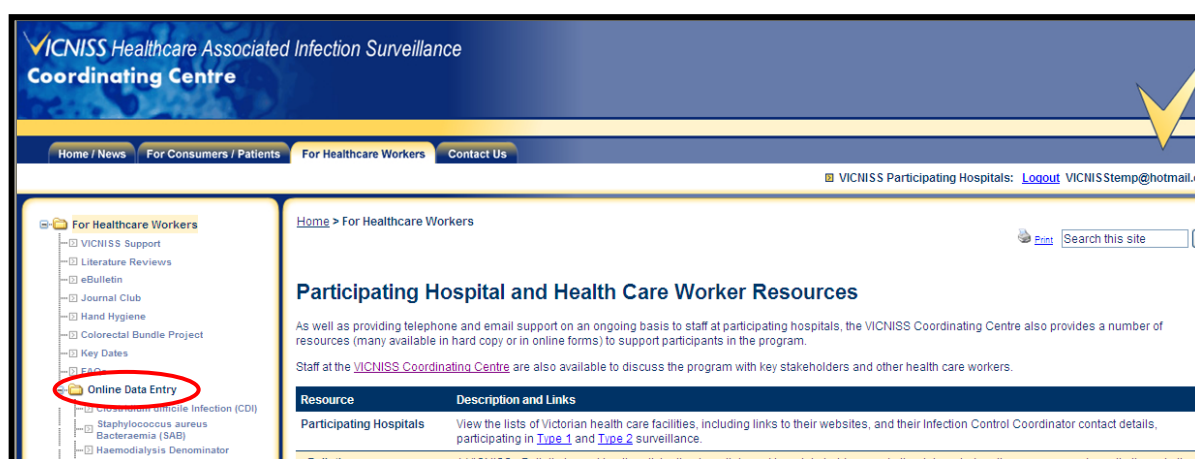 VICNISS Healthcare Associated Infection Surveillance
Coordinating Centre
Home / News For Consumers / Patients For Healthcare Workers Contact Us
VICNISS Participating Hospitals: Logout VICNISStemp@hotmail.c
For Healthcare Workers
VICNISS Support
Literature Reviews
eBulletin
Journal Club
Hand Hygiene
Colorectal Bundle Project
Key Dates
FAQs
Online Data Entry
Clostridium difficile Infection (CDI)
Staphylococcus aureus
Bacteraemia (SAB)
Haemodialysis Denominator
Home > For Healthcare Workers
Print Search this site
Participating Hospital and Health Care Worker Resources
As well as providing telephone and email support on an ongoing basis to staff at participating hospitals, the VICNISS Coordinating Centre also provides a number of
resources (many available in hard copy or in online forms) to support participants in the program.
Staff at the VICNISS Coordinating Centre are also available to discuss the program with key stakeholders and other health care workers.
Resource Description and Links
Participating Hospitals View the lists of Victorian health care facilities, including links to their websites, and their Infection Control Coordinator contact details,
participating in Type 1 and Type 2 surveillance.